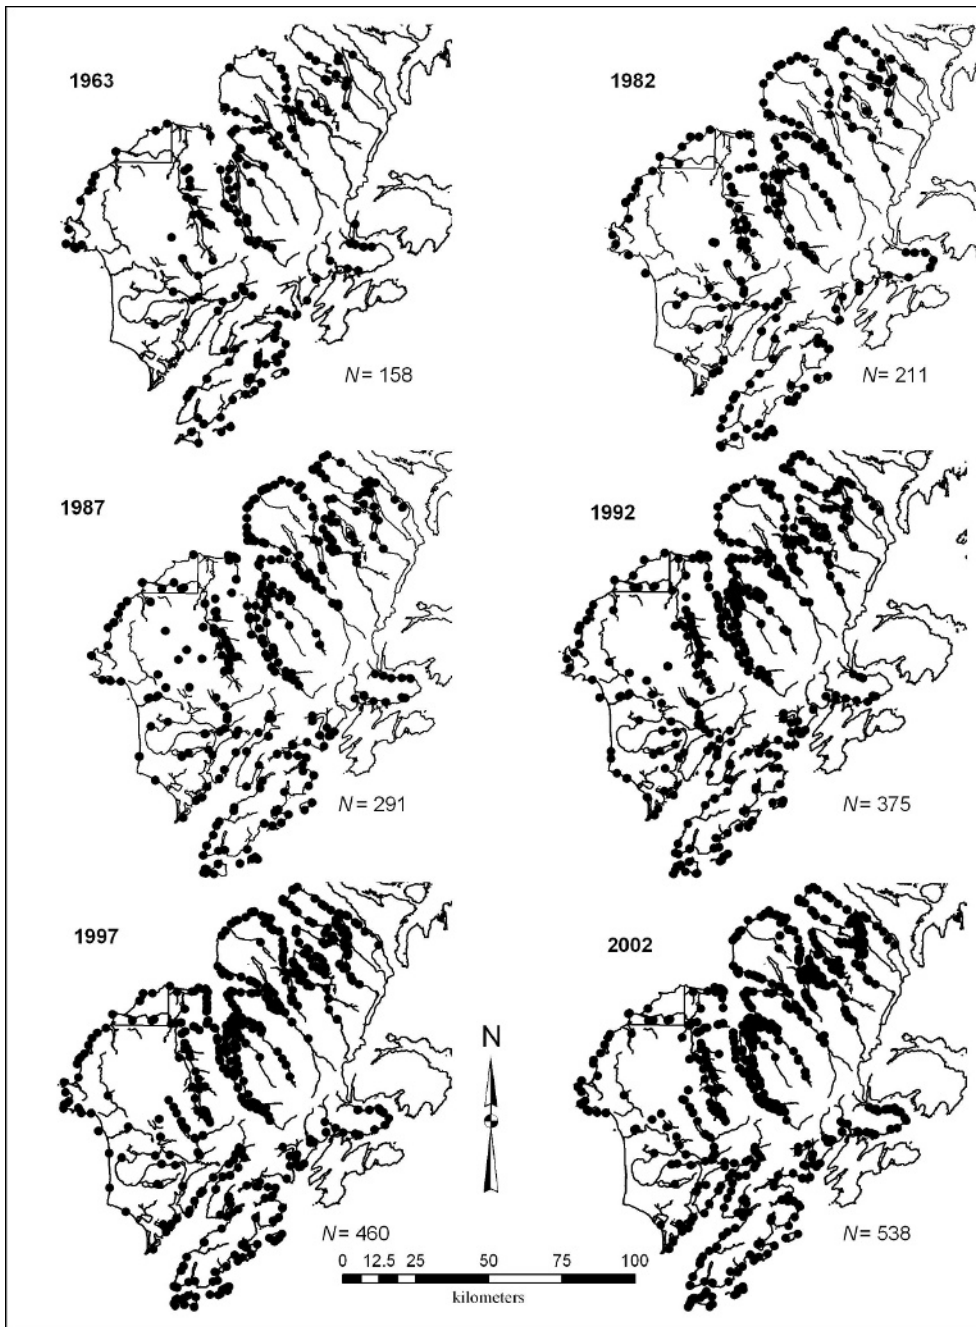 1963
1982
N = 158
N = 211
1987
1992
N = 291
N = 375
1997
2002
N
N = 460
N = 538
0 12.5 25 50 75 100
kilometers